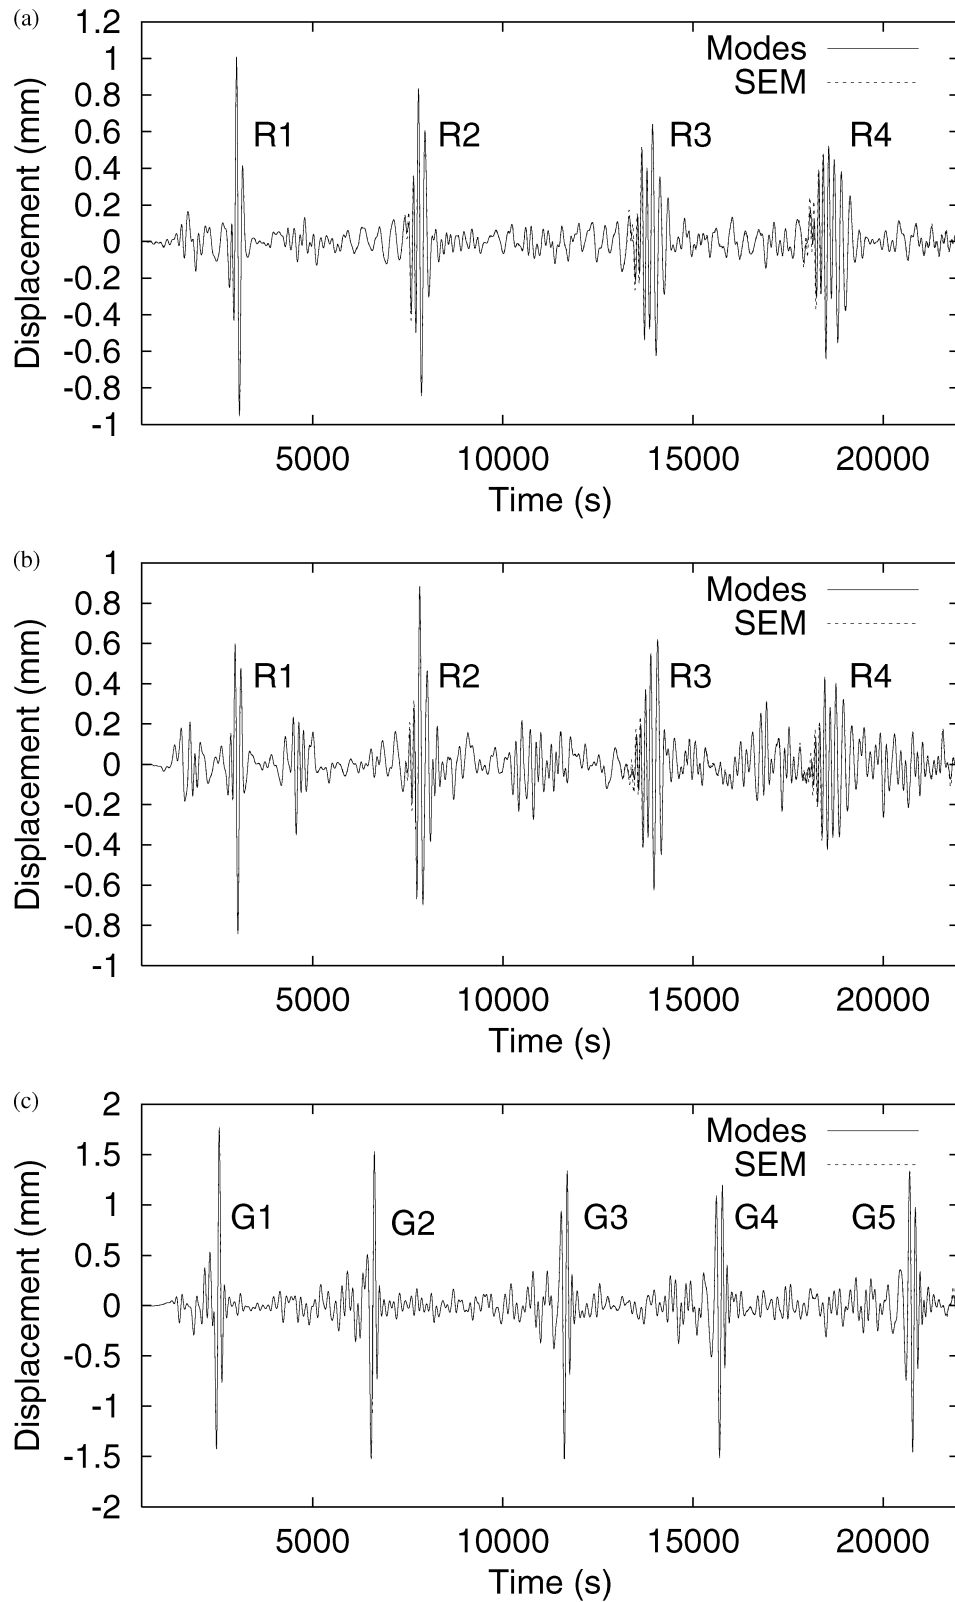 (a)
1.2
1
0.8
0.6
0.4
0.2
0
-0.2
-0.4
-0.6
-0.8
-1
Displacement (mm)
Modes
SEM
R1 R2 R3 R4
5000 10000 15000 20000
Time (s)
(b)
1
0.8
0.6
0.4
0.2
0
-0.2
-0.4
-0.6
-0.8
-1
Displacement (mm)
Modes
SEM
R1 R2 R3 R4
5000 10000 15000 20000
Time (s)
(c)
2
1.5
1
0.5
0
-0.5
-1
-1.5
-2
Displacement (mm)
Modes
SEM
G1 G2 G3 G4 G5
5000 10000 15000 20000
Time (s)